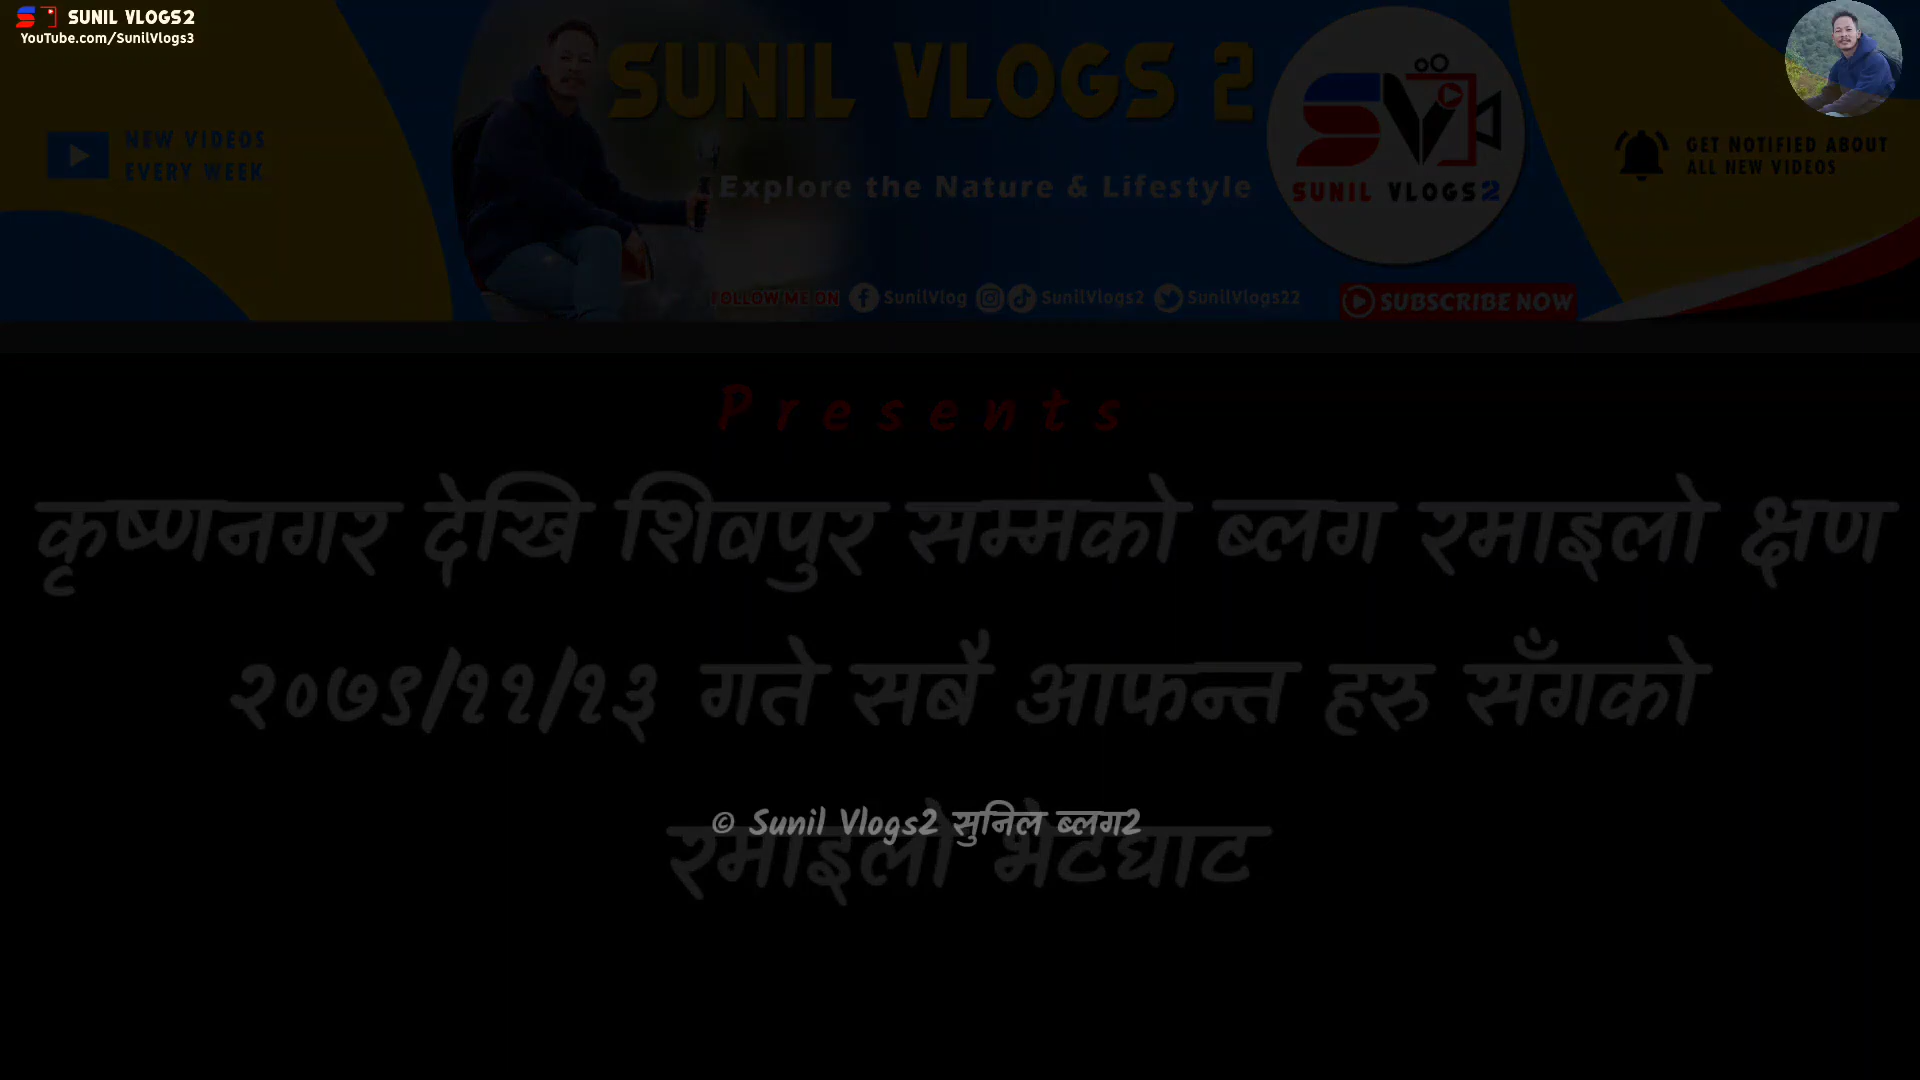 SUNIL VLOGS2
YouTube.com/SunilVlogs3
SUNIL VLOGS 2
NEW VIDEOS
EVERY WEEK
Explore the Nature & Lifestyle
SV
SUNIL VLOGS2
GET NOTIFIED ABOUT
ALL NEW VIDEOS
FOLLOW ME ON SunilVlog SunilVlogs2 SunilVlogs22
SUBSCRIBE NOW
Presents
कृष्णनगर देखि शिवपुर सम्मको ब्लग रमाइलो क्षण
२०७९/११/१३ गते सबै आफन्त हरु सँगको
© Sunil Vlogs2 सुनिल ब्लग2
रमाइलो भेटघाट